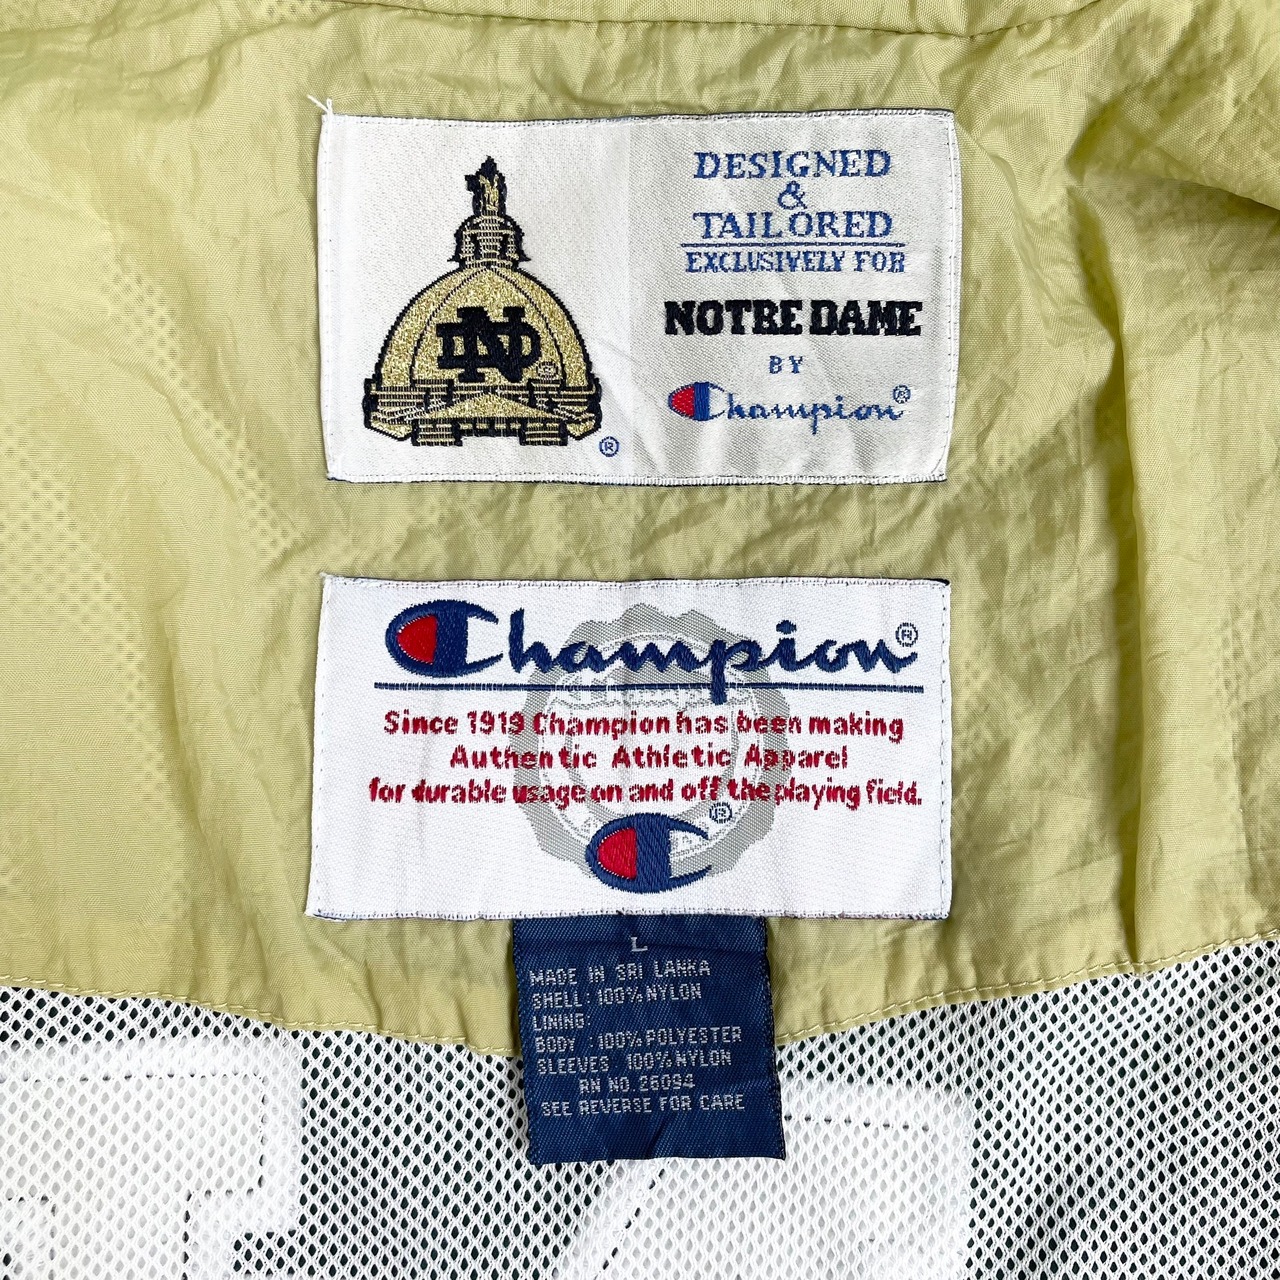 ND
®
DESIGNED
&
TAILORED
EXCLUSIVELY FOR
NOTRE DAME
BY
Champion®
Champion®
Since 1919 Champion has been making
Authentic Athletic Apparel
for durable usage on and off the playing field.
®
L
MADE IN SRI LANKA
SHELL: 100% NYLON
LINING:
BODY : 100% POLYESTER
SLEEVES 100% NYLON
RN NO. 26094
SEE REVERSE FOR CARE